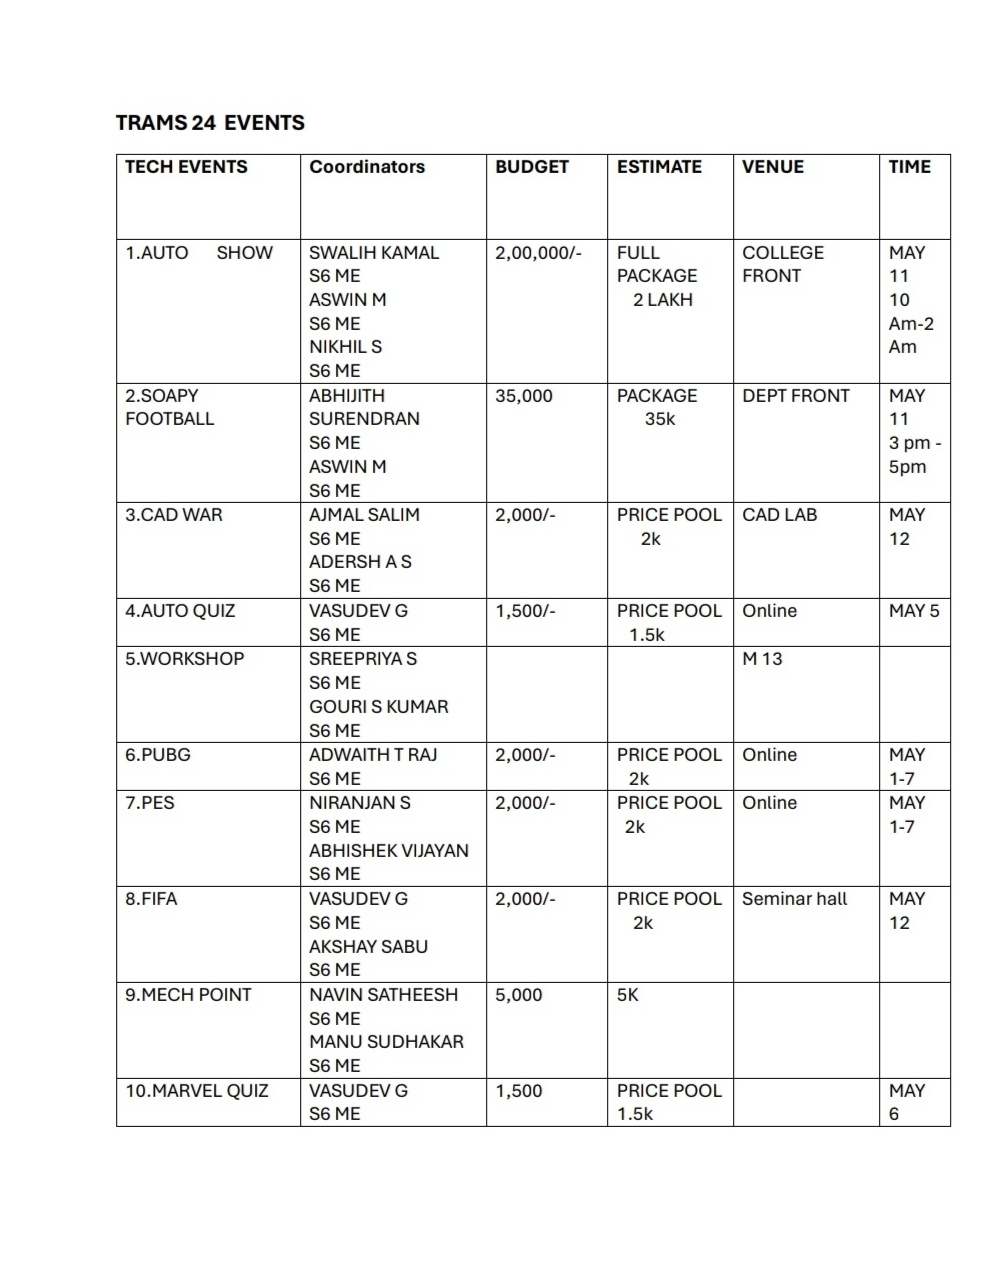 TRAMS 24 EVENTS
TECH EVENTS Coordinators BUDGET ESTIMATE VENUE TIME
1.AUTO SHOW SWALIH KAMAL 2,00,000/- FULL COLLEGE MAY
S6 ME PACKAGE FRONT 11
ASWIN M 2 LAKH 10
S6 ME Am-2
NIKHIL S Am
S6 ME
2.SOAPY ABHIJITH 35,000 PACKAGE DEPT FRONT MAY
FOOTBALL SURENDRAN 35k 11
S6 ME 3 pm -
ASWIN M 5pm
S6 ME
3.CAD WAR AJMAL SALIM 2,000/- PRICE POOL CAD LAB MAY
S6 ME 2k 12
ADERSH A S
S6 ME
4.AUTO QUIZ VASUDEV G 1,500/- PRICE POOL Online MAY 5
S6 ME 1.5k
5.WORKSHOP SREEPRIYA S M 13
S6 ME
GOURI S KUMAR
S6 ME
6.PUBG ADWAITH T RAJ 2,000/- PRICE POOL Online MAY
S6 ME 2k 1-7
7.PES NIRANJAN S 2,000/- PRICE POOL Online MAY
S6 ME 2k 1-7
ABHISHEK VIJAYAN
S6 ME
8.FIFA VASUDEV G 2,000/- PRICE POOL Seminar hall MAY
S6 ME 2k 12
AKSHAY SABU
S6 ME
9.MECH POINT NAVIN SATHEESH 5,000 5K
S6 ME
MANU SUDHAKAR
S6 ME
10.MARVEL QUIZ VASUDEV G 1,500 PRICE POOL MAY
S6 ME 1.5k 6